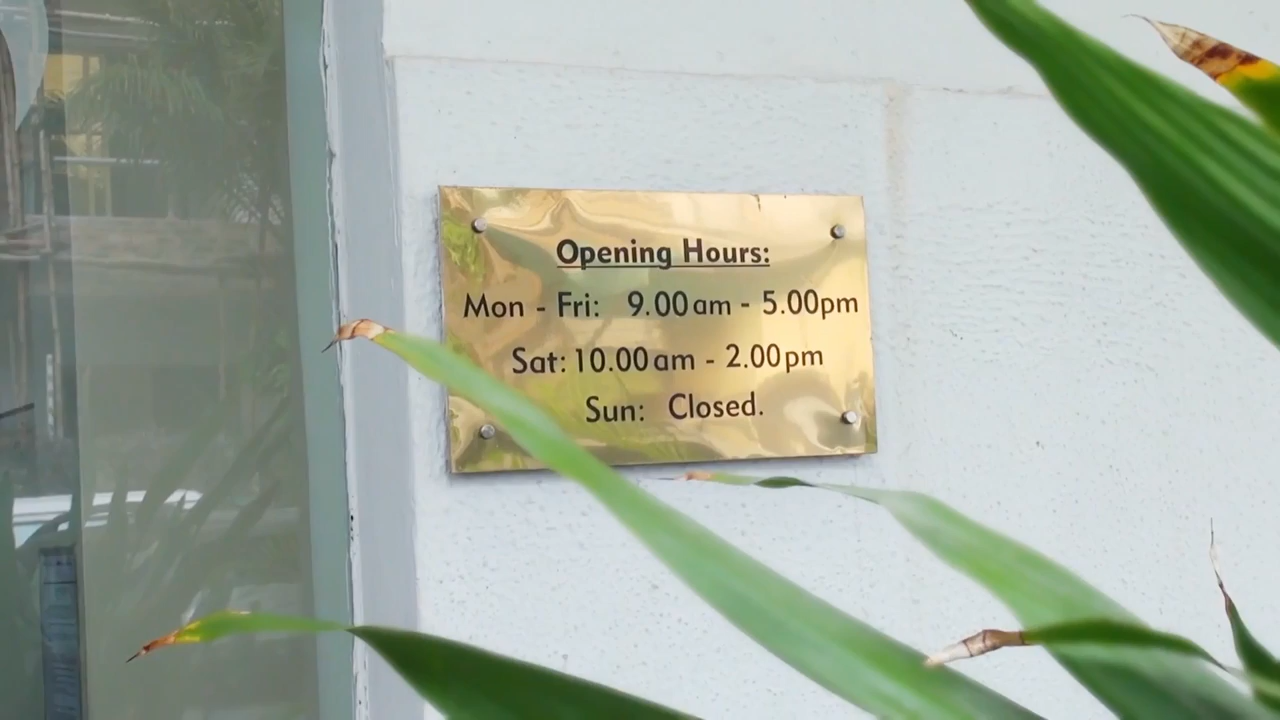 Opening Hours:
Mon - Fri: 9.00am - 5.00pm
Sat: 10.00am - 2.00pm
Sun: Closed.